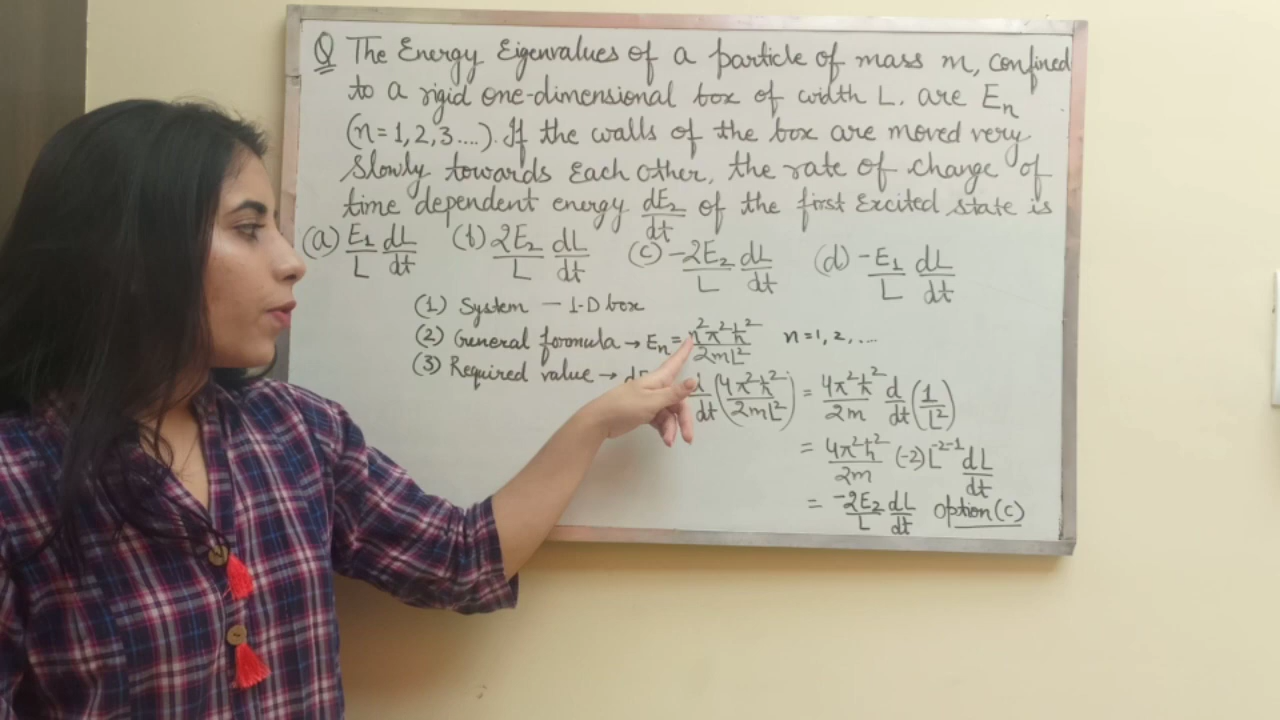 Q The Energy Eigenvalues of a particle of mass m, confined
to a rigid one-dimensional box of width L. are En
(n=1,2,3....). If the walls of the box are moved very
slowly towards Each Other, the rate of change of
time dependent energy dE₂/dt of the first Excited state is
(a) E₁/L dL/dt (b) 2E₂/L dL/dt (c) -2E₂/L dL/dt (d) -E₁/L dL/dt
(1) System — 1-D box
(2) General formula → En = n²π²ħ²/2mL² n=1,2,....
(3) Required value → d/dt (4π²ħ²/2mL²) = 4π²ħ²/2m d/dt (1/L²)
= 4π²ħ²/2m (-2) L⁻²⁻¹ dL/dt
= -2E₂/L dL/dt Option (C)